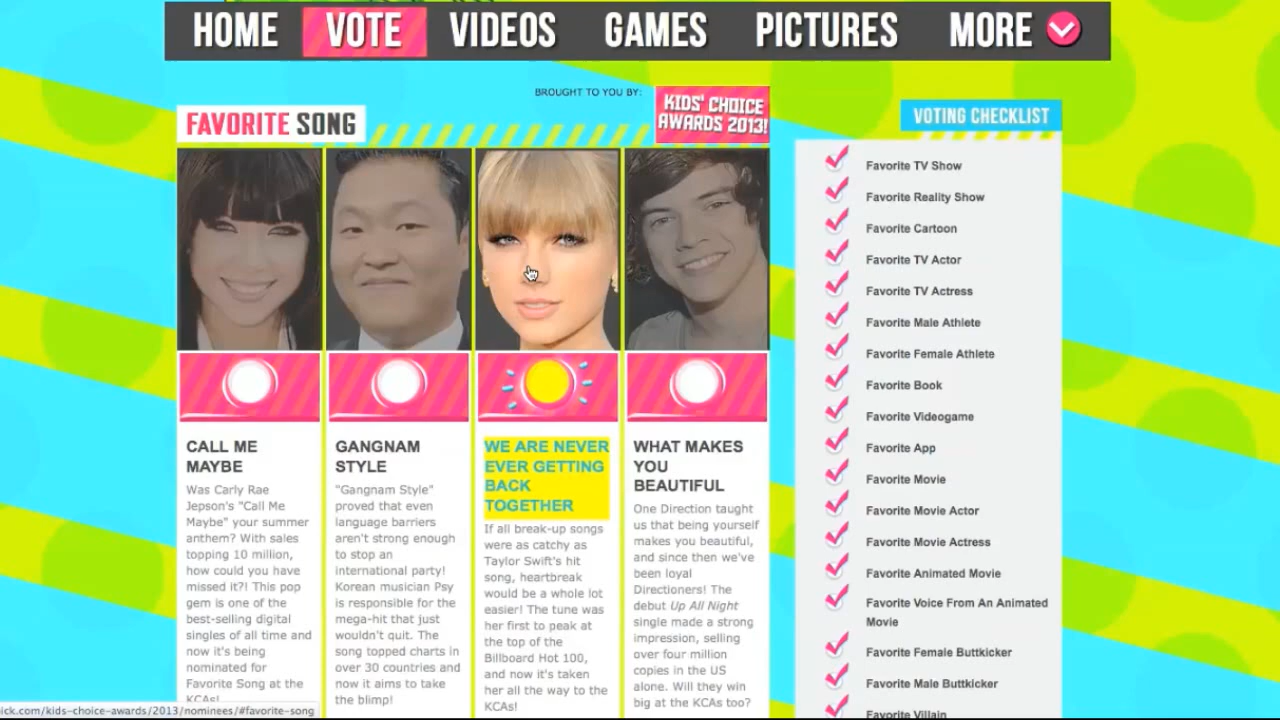 HOME VOTE VIDEOS GAMES PICTURES MORE
BROUGHT TO YOU BY:
KIDS' CHOICE
AWARDS 2013!
FAVORITE SONG
CALL ME
MAYBE
Was Carly Rae
Jepson's "Call Me
Maybe" your summer
anthem? With sales
topping 10 million,
how could you have
missed it?! This pop
gem is one of the
best-selling digital
singles of all time and
now it's being
nominated for
Favorite Song at the
KCAs!
GANGNAM
STYLE
"Gangnam Style"
proved that even
language barriers
aren't strong enough
to stop an
international party!
Korean musician Psy
is responsible for the
mega-hit that just
wouldn't quit. The
song topped charts in
over 30 countries and
now it aims to take
the blimp!
WE ARE NEVER
EVER GETTING
BACK
TOGETHER
If all break-up songs
were as catchy as
Taylor Swift's hit
song, heartbreak
would be a whole lot
easier! The tune was
her first to peak at
the top of the
Billboard Hot 100,
and now it's taken
her all the way to the
KCAs!
WHAT MAKES
YOU
BEAUTIFUL
One Direction taught
us that being yourself
makes you beautiful,
and since then we've
been loyal
Directioners! The
debut Up All Night
single made a strong
impression, selling
over four million
copies in the US
alone. Will they win
big at the KCAs too?
VOTING CHECKLIST
Favorite TV Show
Favorite Reality Show
Favorite Cartoon
Favorite TV Actor
Favorite TV Actress
Favorite Male Athlete
Favorite Female Athlete
Favorite Book
Favorite Videogame
Favorite App
Favorite Movie
Favorite Movie Actor
Favorite Movie Actress
Favorite Animated Movie
Favorite Voice From An Animated
Movie
Favorite Female Buttkicker
Favorite Male Buttkicker
Favorite Villain
ick.com/kids-choice-awards/2013/nominees/#favorite-song